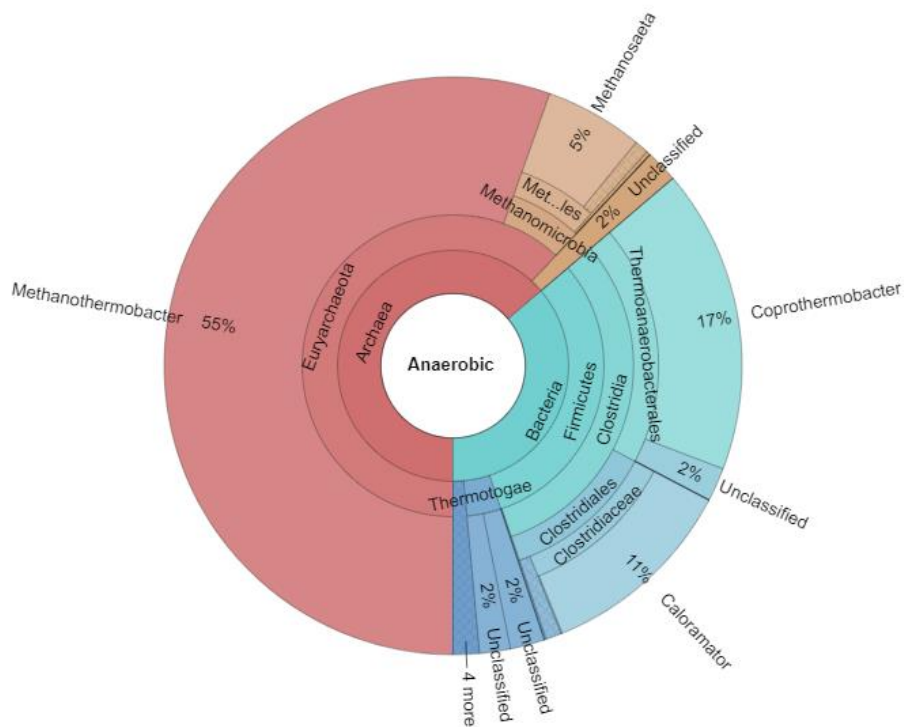 Methanosaeta
5%
Met...les
Methanomicrobia
Unclassified
2%
Thermoanaerobacterales
Coprothermobacter
17%
Methanothermobacter
55%
Euryarchaeota
Archaea
Anaerobic
Bacteria
Firmicutes
Clostridia
2%
Unclassified
Thermotogae
Clostridiales
Clostridiaceae
11%
Caloramator
2%
Unclassified
2%
Unclassified
4 more